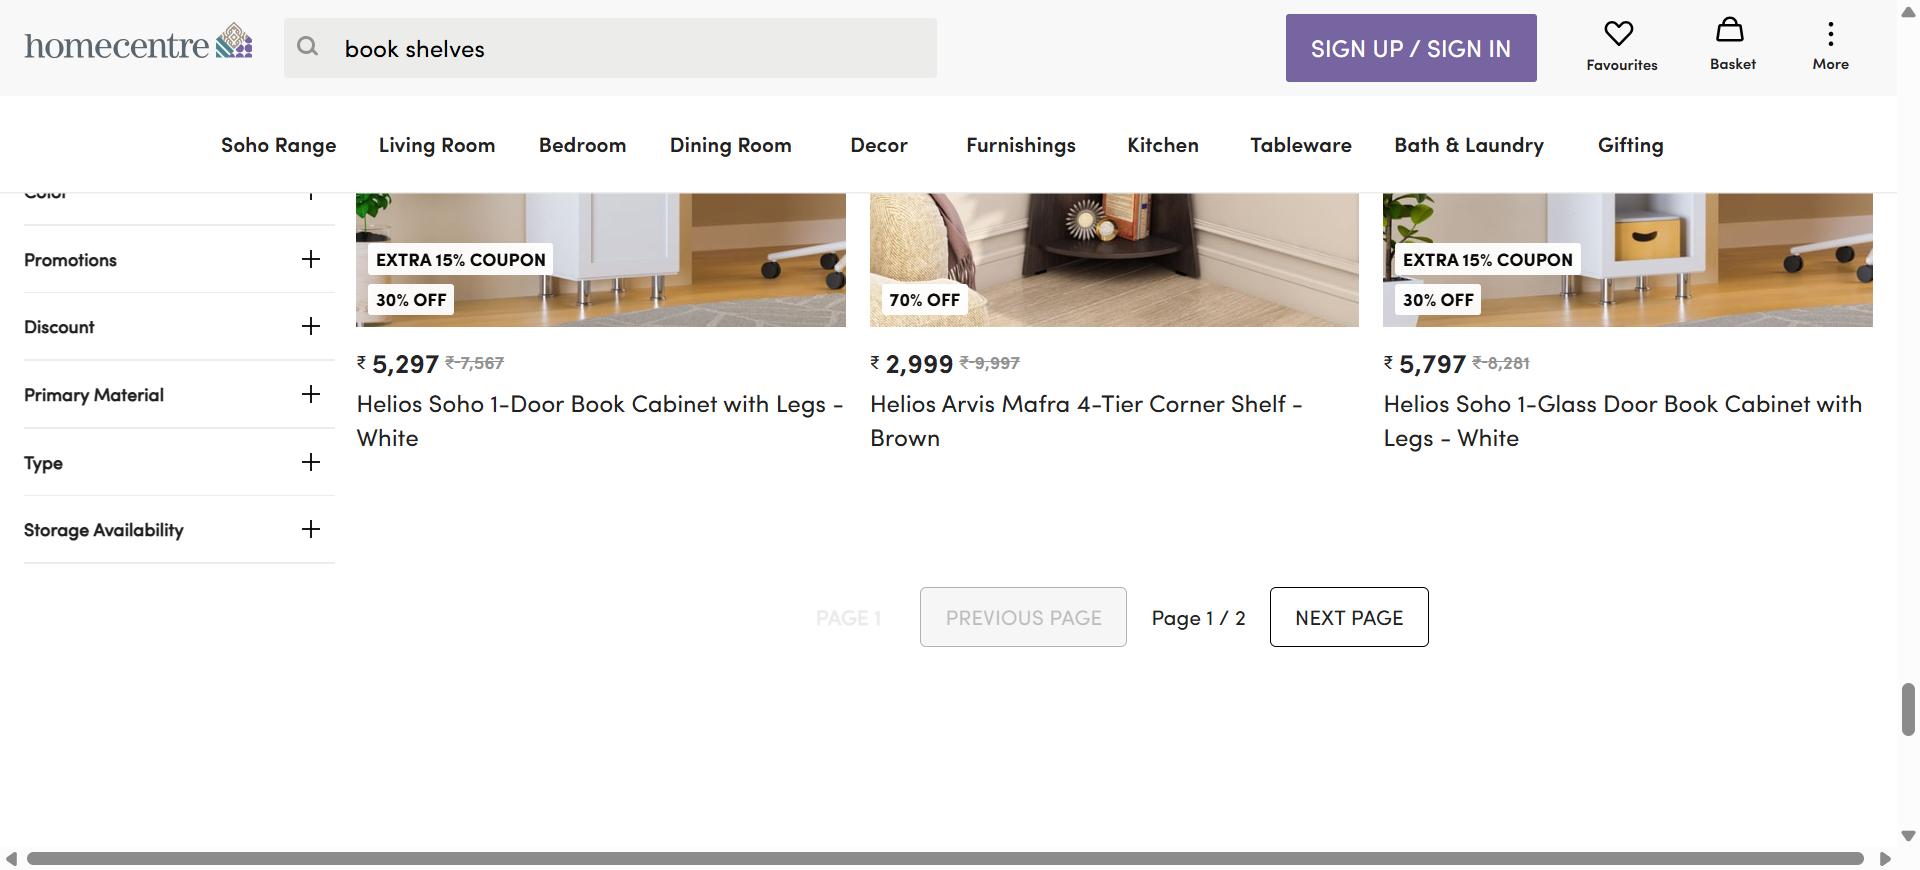 homecentre
book shelves
SIGN UP / SIGN IN
Favourites
Basket
More
Soho Range
Living Room
Bedroom
Dining Room
Decor
Furnishings
Kitchen
Tableware
Bath & Laundry
Gifting
Color
Promotions
Discount
Primary Material
Type
Storage Availability
EXTRA 15% COUPON
30% OFF
₹ 5,297 ₹ 7,567
Helios Soho 1-Door Book Cabinet with Legs -
White
70% OFF
₹ 2,999 ₹ 9,997
Helios Arvis Mafra 4-Tier Corner Shelf -
Brown
EXTRA 15% COUPON
30% OFF
₹ 5,797 ₹ 8,281
Helios Soho 1-Glass Door Book Cabinet with
Legs - White
PAGE 1
PREVIOUS PAGE
Page 1 / 2
NEXT PAGE